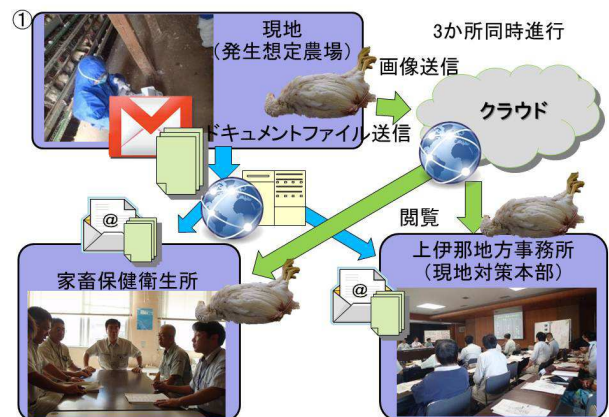 ①
現地
(発生想定農場)
3か所同時進行
画像送信
クラウド
ドキュメントファイル送信
閲覧
@
家畜保健衛生所
上伊那地方事務所
(現地対策本部)
@